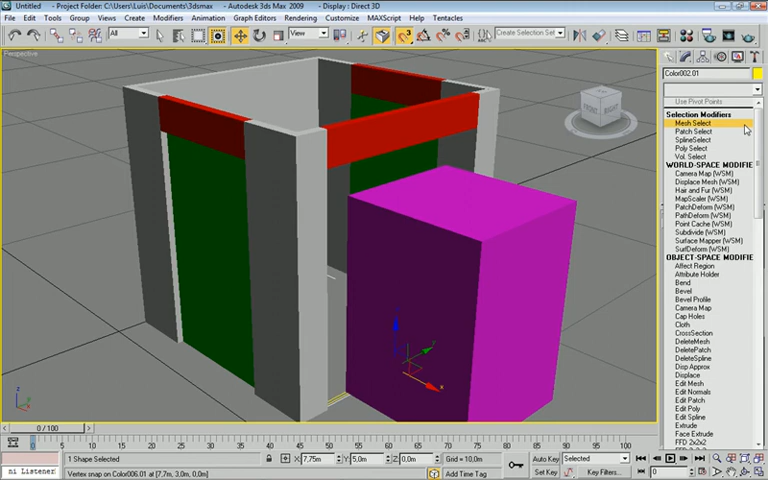 Untitled - Project Folder: C:\Users\Luis\Documents\3dsmax - Autodesk 3ds Max 2009 - Display : Direct 3D
File Edit Tools Group Views Create Modifiers Animation Graph Editors Rendering Customize MAXScript Help Tentacles
All
View
Create Selection Set
Perspective
FRONT RIGHT
Color002.01
Use Pivot Points
Selection Modifiers
Mesh Select
Patch Select
SplineSelect
Poly Select
Vol. Select
WORLD-SPACE MODIFIE
Camera Map (WSM)
Displace Mesh (WSM)
Hair and Fur (WSM)
MapScaler (WSM)
PatchDeform (WSM)
PathDeform (WSM)
Point Cache (WSM)
Subdivide (WSM)
Surface Mapper (WSM)
SurfDeform (WSM)
OBJECT-SPACE MODIFIE
Affect Region
Attribute Holder
Bend
Bevel
Bevel Profile
Camera Map
Cap Holes
Cloth
CrossSection
DeleteMesh
DeletePatch
DeleteSpline
Disp Approx
Displace
Edit Mesh
Edit Normals
Edit Patch
Edit Poly
Edit Spline
Extrude
Face Extrude
FFD 2x2x2
z
y
x
0 / 100
0 5 10 15 20 25 30 35 40 45 50 55 60 65 70 75 80 85 90 95 100
1 Shape Selected X: 7,75m Y: 5,0m Z: 0,0m Grid = 10,0m Auto Key Selected
ni Listener Vertex snap on Color006.01 at [7,7m, 3,0m, 0,0m] Add Time Tag Set Key Key Filters... 0